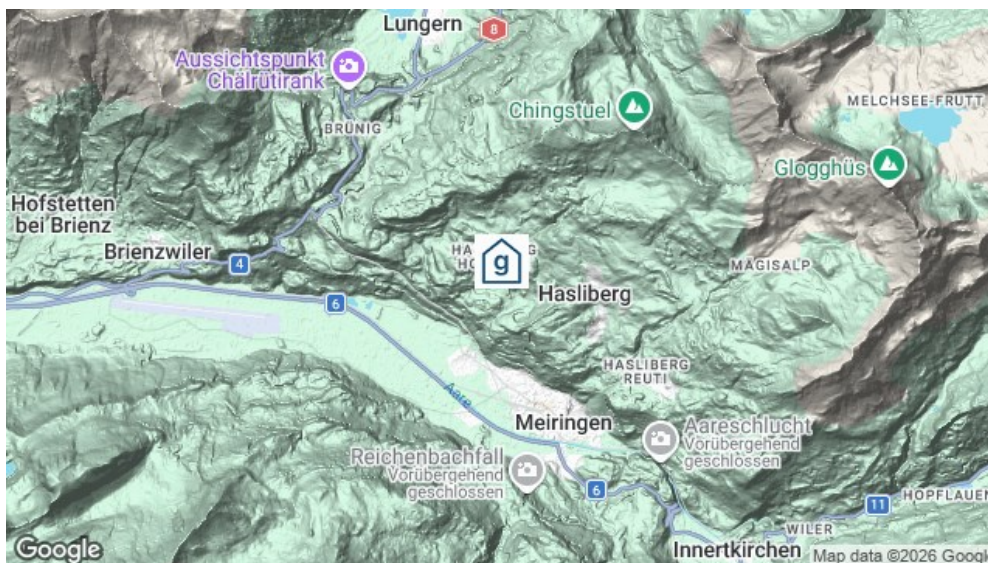 Lungern
8
Aussichtspunkt
Chälrütirank
Chingstuel
MELCHSEE-FRUTT
BRÜNIG
Glogghüs
Hofstetten
bei Brienz
Brienzwiler
4
g
MÄGISALP
Hasliberg
6
HASLIBERG
REUTI
Aare
Meiringen
Aareschlucht
Vorübergehend
geschlossen
Reichenbachfall
Vorübergehend
geschlossen
6
11
HOPFLAUEN
WILER
Innertkirchen
Google
Map data ©2026 Google